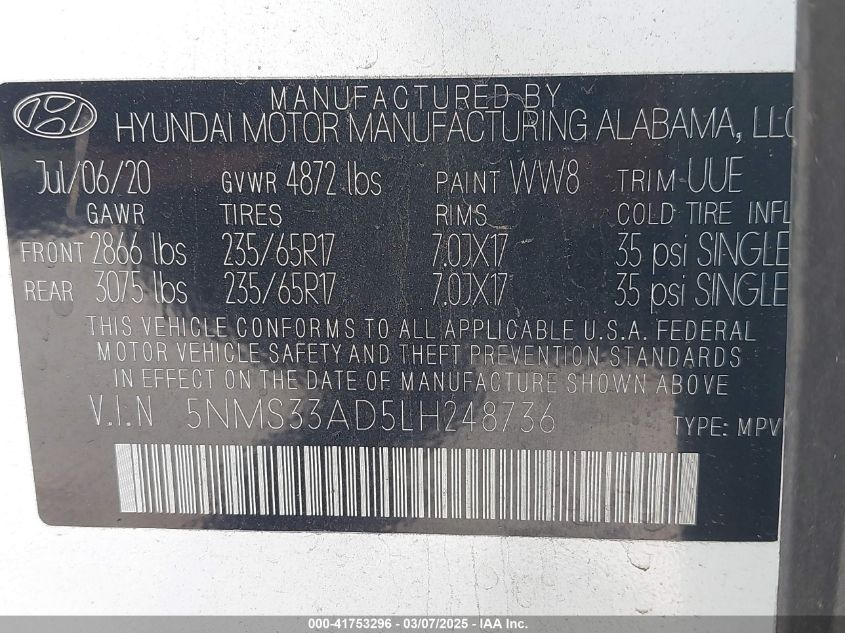 MANUFACTURED BY
HYUNDAI MOTOR MANUFACTURING ALABAMA, LLC
Jul/06/20 GVWR 4872 lbs PAINT WW8 TRIM UUE
GAWR TIRES RIMS COLD TIRE INFL
FRONT 2866 lbs 235/65R17 7.0JX17 35 psi SINGLE
REAR 3075 lbs 235/65R17 7.0JX17 35 psi SINGLE
THIS VEHICLE CONFORMS TO ALL APPLICABLE U.S.A. FEDERAL
MOTOR VEHICLE SAFETY AND THEFT PREVENTION STANDARDS
IN EFFECT ON THE DATE OF MANUFACTURE SHOWN ABOVE
V.I.N 5NMS33AD5LH248736 TYPE: MPV
000-41753296 - 03/07/2025 - IAA Inc.